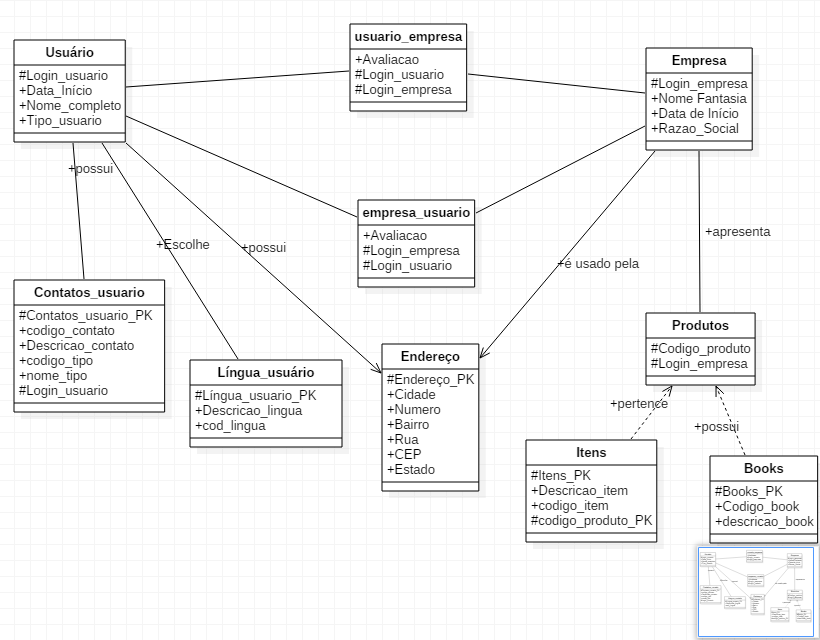 Usuário
#Login_usuario
+Data_Início
+Nome_completo
+Tipo_usuario
usuario_empresa
+Avaliacao
#Login_usuario
#Login_empresa
Empresa
#Login_empresa
+Nome Fantasia
+Data de Início
+Razao_Social
+possui
+Escolhe
+possui
empresa_usuario
+Avaliacao
#Login_empresa
#Login_usuario
+é usado pela
+apresenta
Contatos_usuario
#Contatos_usuario_PK
+codigo_contato
+Descricao_contato
+codigo_tipo
+nome_tipo
#Login_usuario
Língua_usuário
#Língua_usuario_PK
+Descricao_lingua
+cod_lingua
Endereço
#Endereço_PK
+Cidade
+Numero
+Bairro
+Rua
+CEP
+Estado
Produtos
#Codigo_produto
#Login_empresa
+pertence
+possui
Itens
#Itens_PK
+Descricao_item
+codigo_item
#codigo_produto_PK
Books
#Books_PK
+Codigo_book
+descricao_book